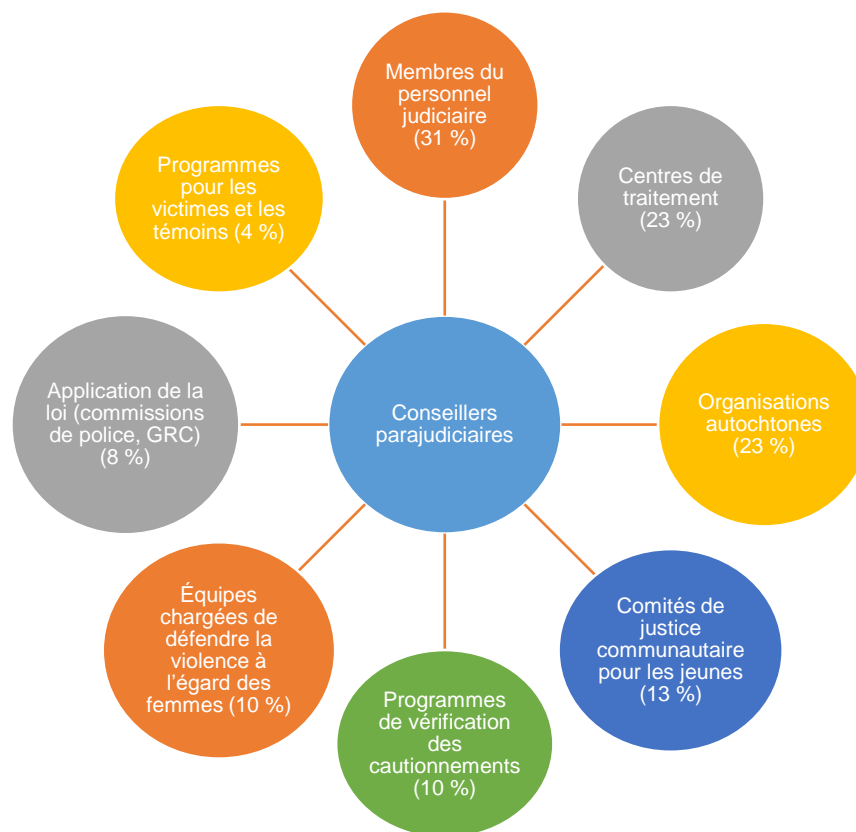 Membres du
personnel
judiciaire
(31 %)
Centres de
traitement
(23 %)
Organisations
autochtones
(23 %)
Comités de
justice
communautaire
pour les jeunes
(13 %)
Programmes
de vérification
des
cautionnements
(10 %)
Équipes
chargées de
défendre la
violence à
l’égard des
femmes (10 %)
Application de la
loi (commissions
de police, GRC)
(8 %)
Programmes
pour les
victimes et les
témoins (4 %)
Conseillers
parajudiciaires